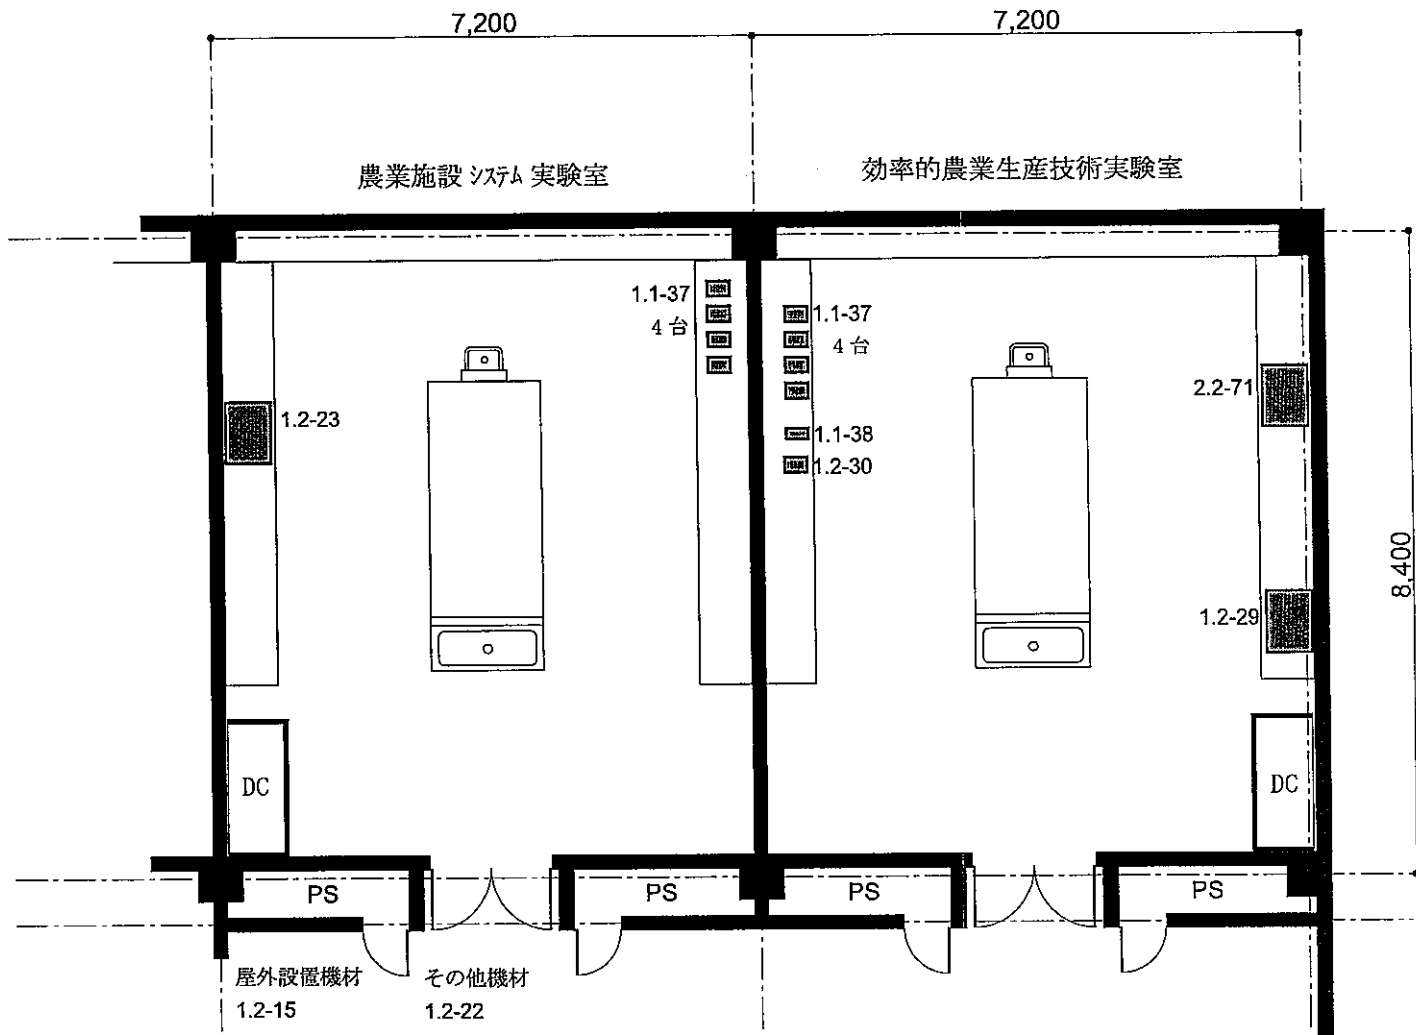 7,200
7,200
農業施設 システム 実験室
効率的農業生産技術実験室
1.1-37
4 台
1.1-37
4 台
1.2-23
2.2-71
1.1-38
1.2-30
8,400
1.2-29
DC
DC
PS
PS
PS
PS
屋外設置機材
1.2-15
その他機材
1.2-22